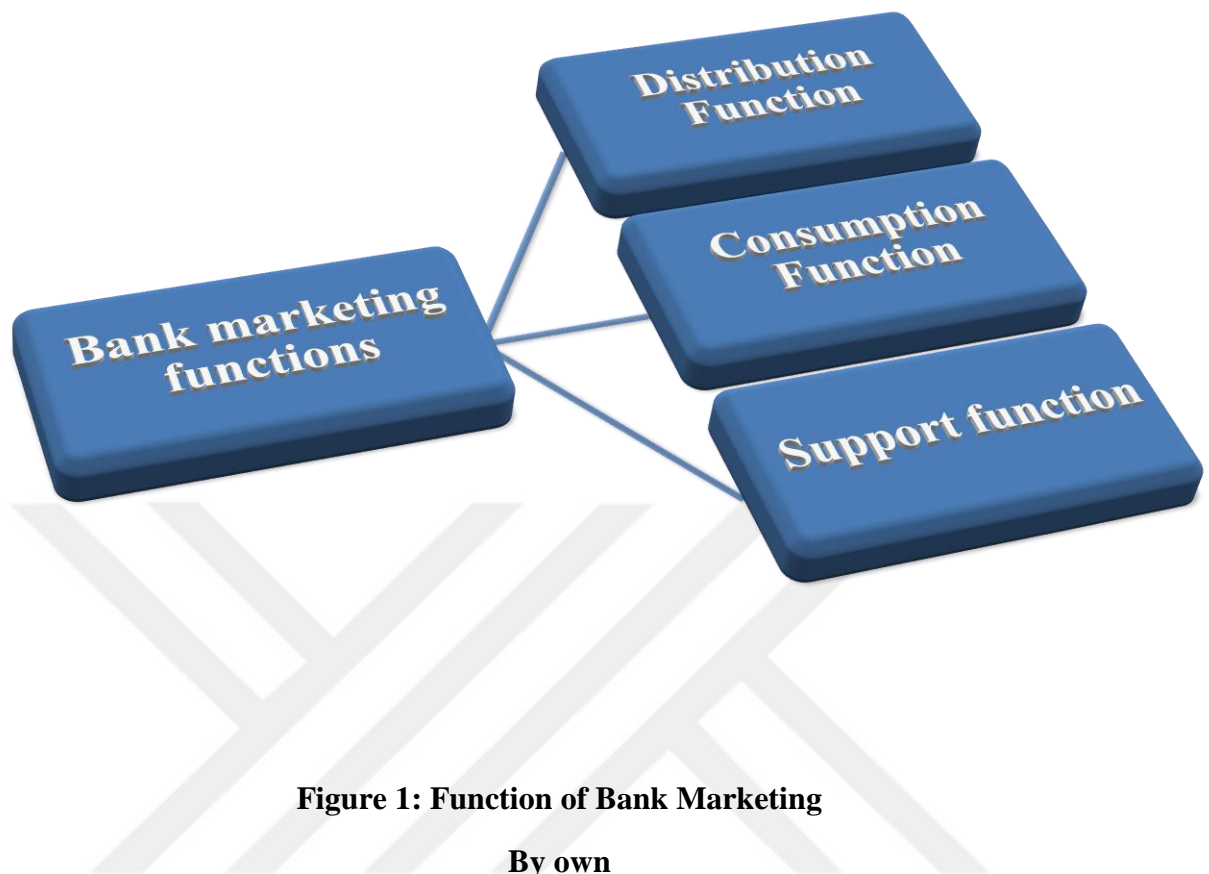 Distribution
Function
Consumption
Function
Bank marketing
functions
Support function
Figure 1: Function of Bank Marketing
By own